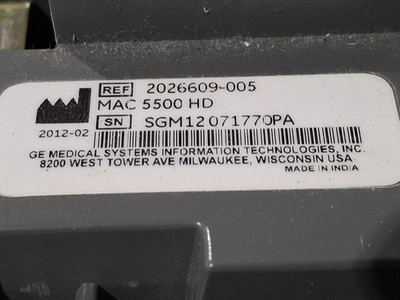 REF 2026609-005
MAC 5500 HD
2012-02
SN SGM12071770PA
GE MEDICAL SYSTEMS INFORMATION TECHNOLOGIES, INC.
8200 WEST TOWER AVE MILWAUKEE, WISCONSIN USA
MADE IN INDIA